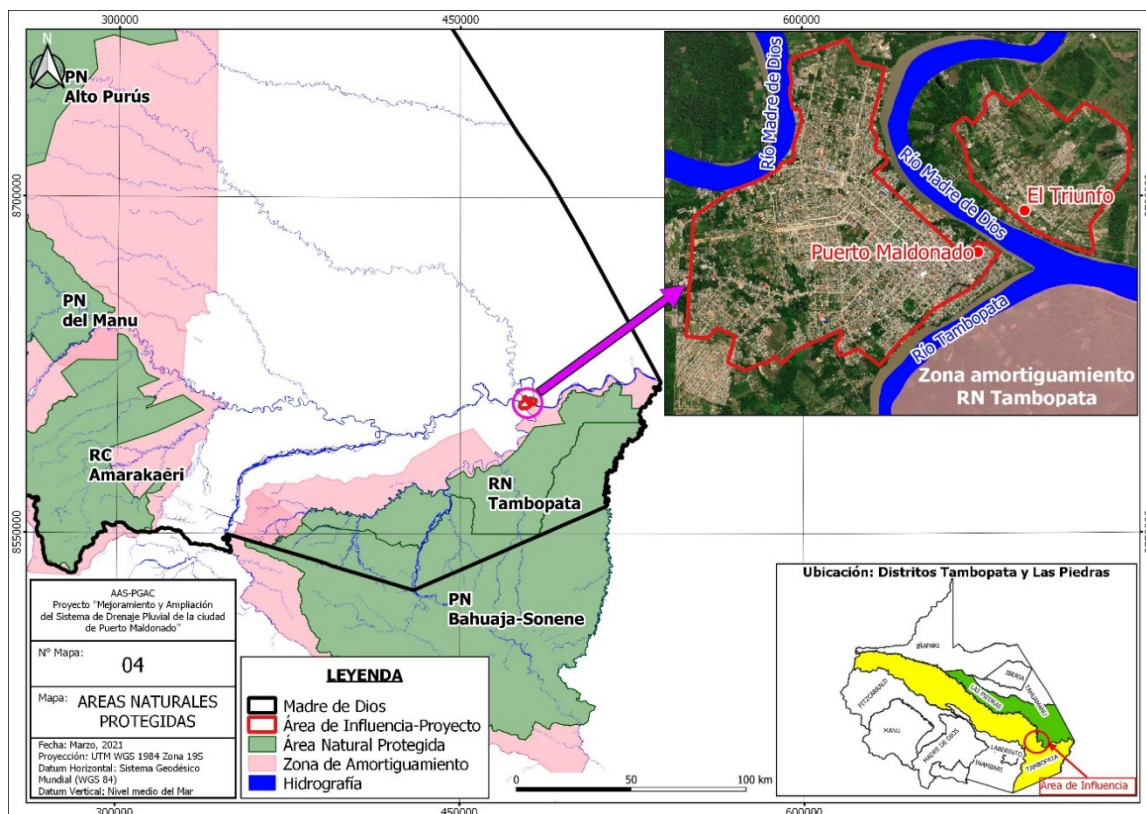 300000
450000
600000
8700000
8550000
300000
450000
600000
PN
Alto Purús
PN
del Manu
RC
Amarakaeri
RN
Tambopata
PN
Bahuaja-Sonene
Río Madre de Dios
Río Madre de Dios
El Triunfo
Puerto Maldonado
Río Tambopata
Zona amortiguamiento
RN Tambopata
AAS-PGAC
Proyecto "Mejoramiento y Ampliación
del Sistema de Drenaje Pluvial de la ciudad
de Puerto Maldonado"
N° Mapa:
04
Mapa: AREAS NATURALES
PROTEGIDAS
Fecha: Marzo, 2021
Proyección: UTM WGS 1984 Zona 19S
Datum Horizontal: Sistema Geodésico
Mundial (WGS 84)
Datum Vertical: Nivel medio del Mar
LEYENDA
Madre de Dios
Área de Influencia-Proyecto
Área Natural Protegida
Zona de Amortiguamiento
Hidrografía
0 50 100 km
Ubicación: Distritos Tambopata y Las Piedras
IÑAPARI
IBERIA
TAHUAMANU
LAS PIEDRAS
FITZCARRALD
MANU
MADRE DE DIOS
LABERINTO
INAMBARI
TAMBOPATA
Área de Influencia